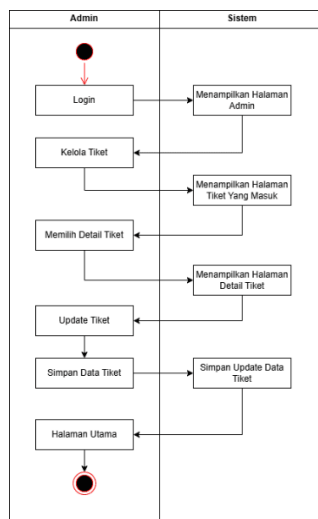 Admin
Sistem
Login
Menampilkan Halaman
Admin
Kelola Tiket
Menampilkan Halaman
Tiket Yang Masuk
Memilih Detail Tiket
Menampilkan Halaman
Detail Tiket
Update Tiket
Simpan Data Tiket
Simpan Update Data
Tiket
Halaman Utama